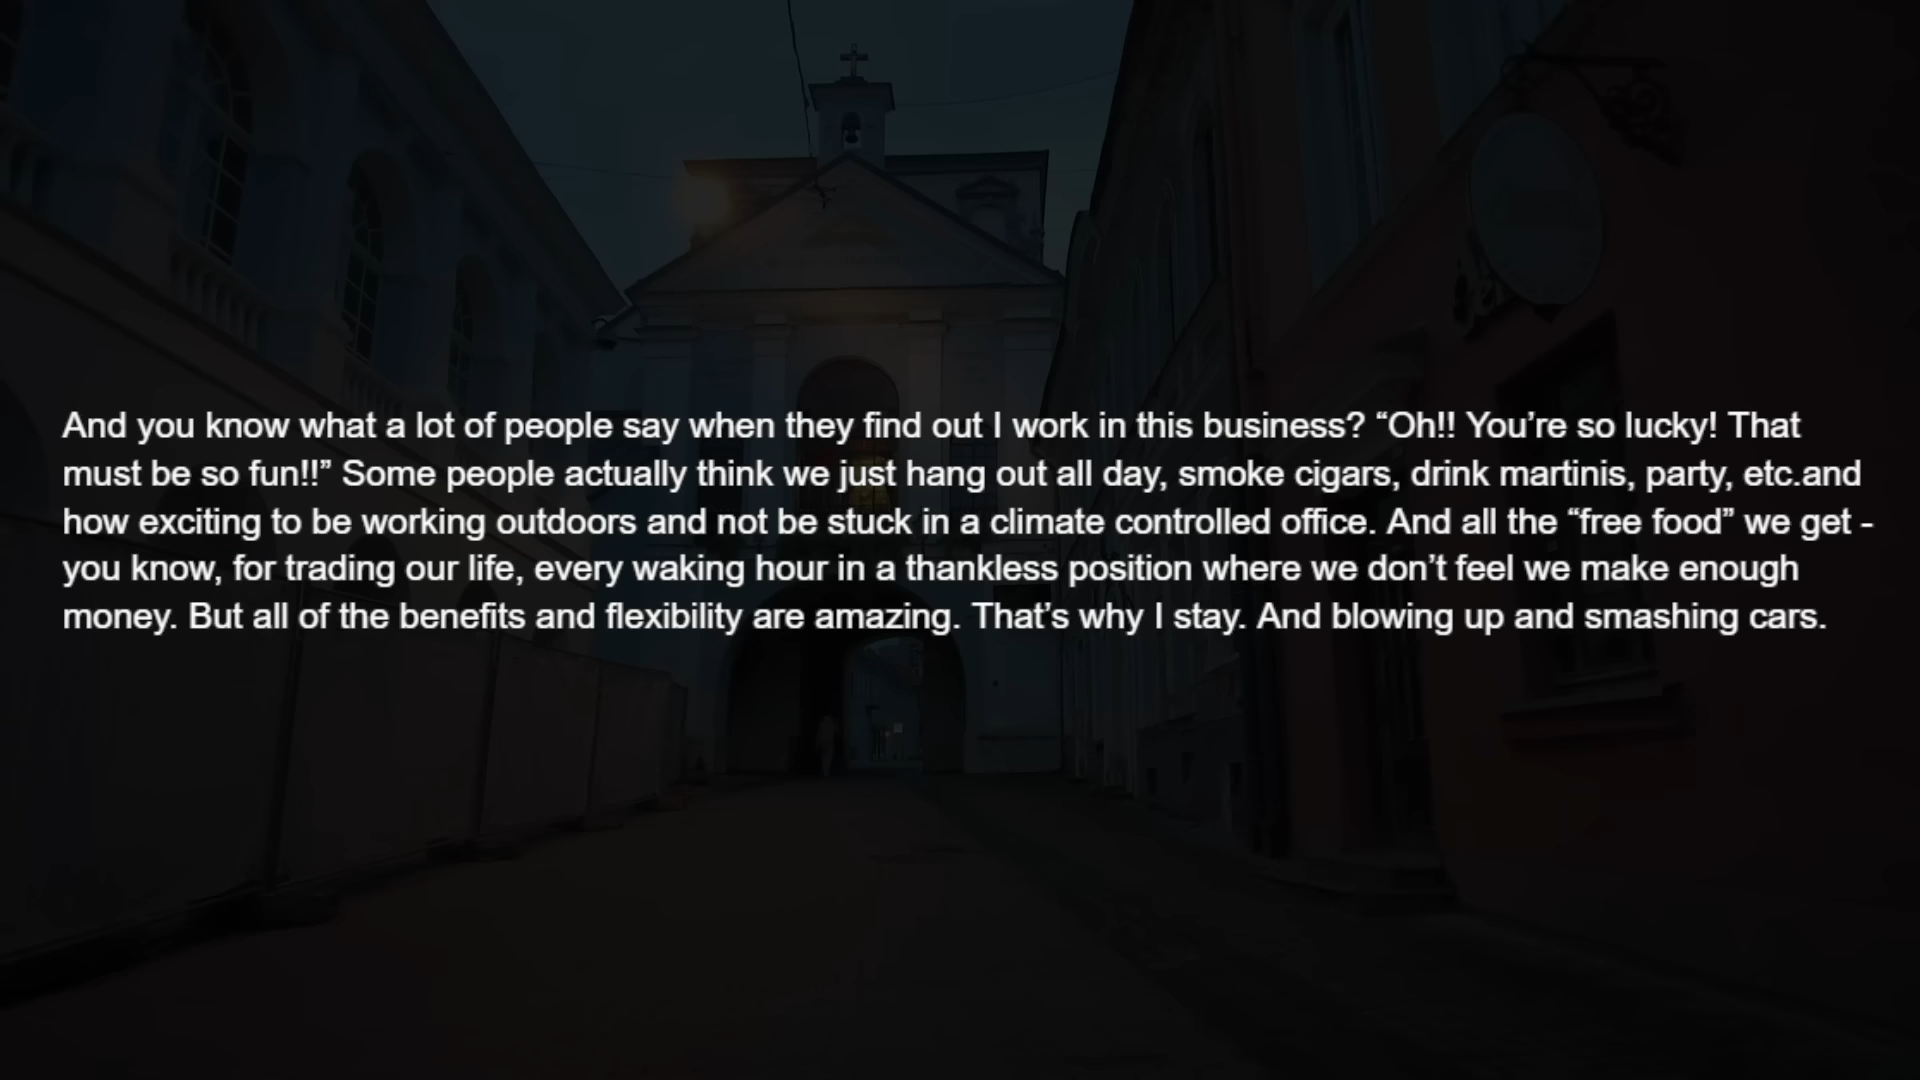 And you know what a lot of people say when they find out I work in this business? “Oh!! You’re so lucky! That
must be so fun!!” Some people actually think we just hang out all day, smoke cigars, drink martinis, party, etc.and
how exciting to be working outdoors and not be stuck in a climate controlled office. And all the “free food” we get -
you know, for trading our life, every waking hour in a thankless position where we don’t feel we make enough
money. But all of the benefits and flexibility are amazing. That’s why I stay. And blowing up and smashing cars.